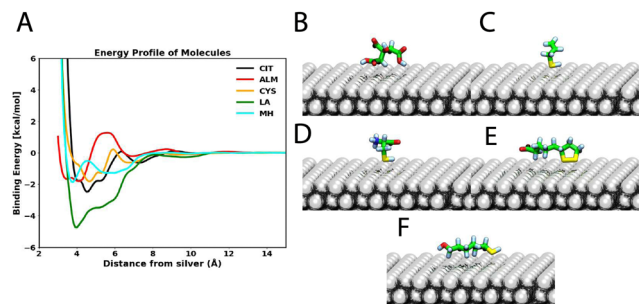 A
B
C
Energy Profile of Molecules
6
4
2
0
−2
−4
−6
CIT
ALM
CYS
LA
MH
Binding Energy [kcal/mol]
2 4 6 8 10 12 14
Distance from silver (Å)
D
E
F